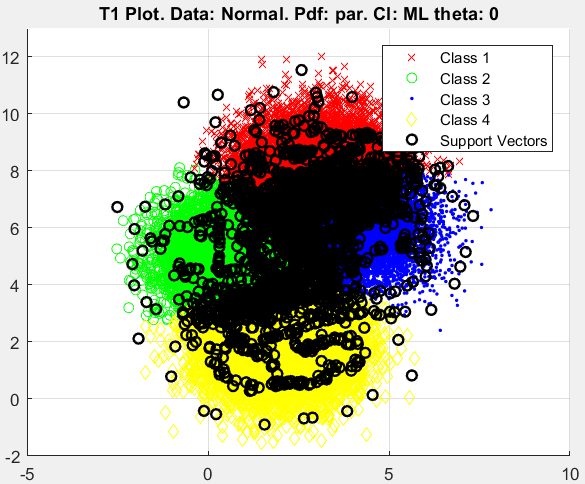 T1 Plot. Data: Normal. Pdf: par. Cl: ML theta: 0
Class 1
Class 2
Class 3
Class 4
Support Vectors
12
10
8
6
4
2
0
-2
-5
0
5
10